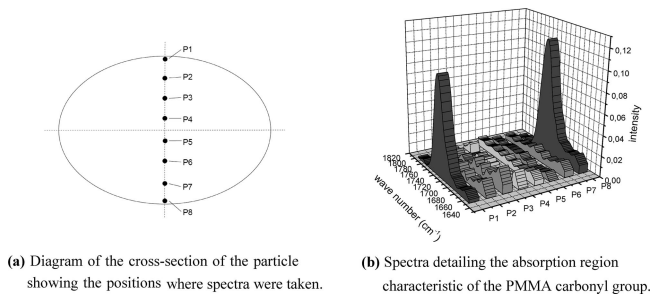 P1
P2
P3
P4
P5
P6
P7
P8
0,12
0,10
0,08
0,06
0,04
0,02
0,00
intensity
1820
1800
1780
1760
1740
1720
1700
1680
1660
1640
wave number (cm⁻¹)
P1 P2 P3 P4 P5 P6 P7 P8
(a) Diagram of the cross-section of the particle
showing the positions where spectra were taken.
(b) Spectra detailing the absorption region
characteristic of the PMMA carbonyl group.